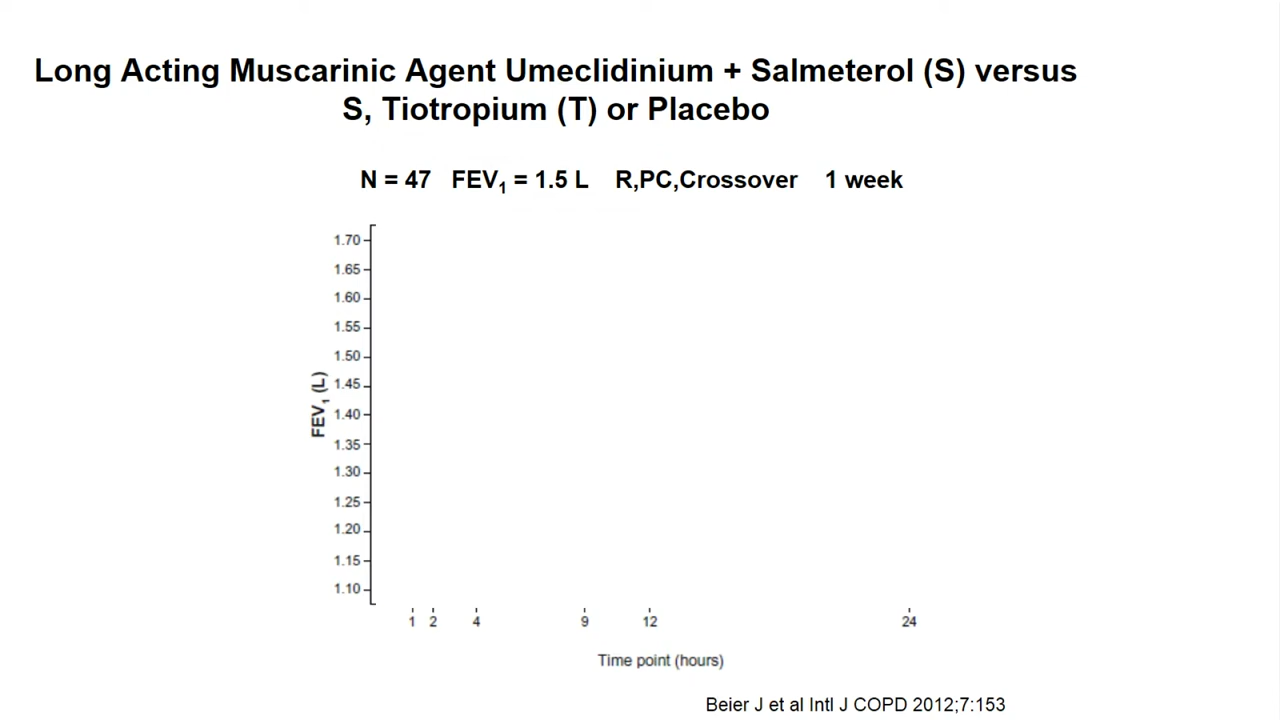 Long Acting Muscarinic Agent Umeclidinium + Salmeterol (S) versus
S, Tiotropium (T) or Placebo
N = 47 FEV1 = 1.5 L R,PC,Crossover 1 week
1.70
1.65
1.60
1.55
1.50
1.45
1.40
1.35
1.30
1.25
1.20
1.15
1.10
FEV1 (L)
1 2 4 9 12 24
Time point (hours)
Beier J et al Intl J COPD 2012;7:153